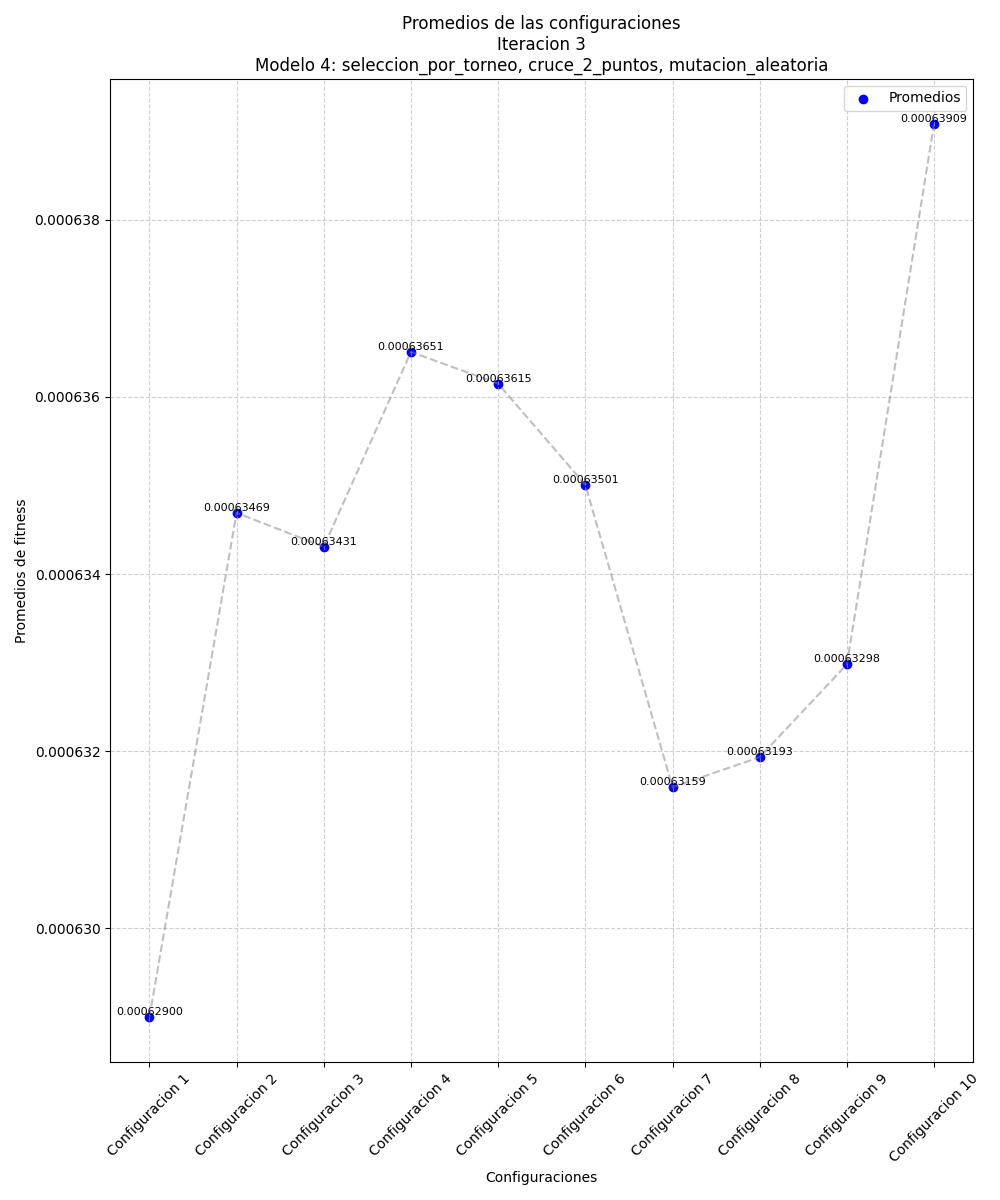 Promedios de las configuraciones
Iteracion 3
Modelo 4: seleccion_por_torneo, cruce_2_puntos, mutacion_aleatoria
Promedios
0.00063909
0.000638
0.00063651
0.00063615
0.000636
0.00063501
0.00063469
0.00063431
0.000634
0.00063298
0.000632
0.00063193
0.00063159
0.000630
0.00062900
Promedios de fitness
Configuracion 1
Configuracion 2
Configuracion 3
Configuracion 4
Configuracion 5
Configuracion 6
Configuracion 7
Configuracion 8
Configuracion 9
Configuracion 10
Configuraciones